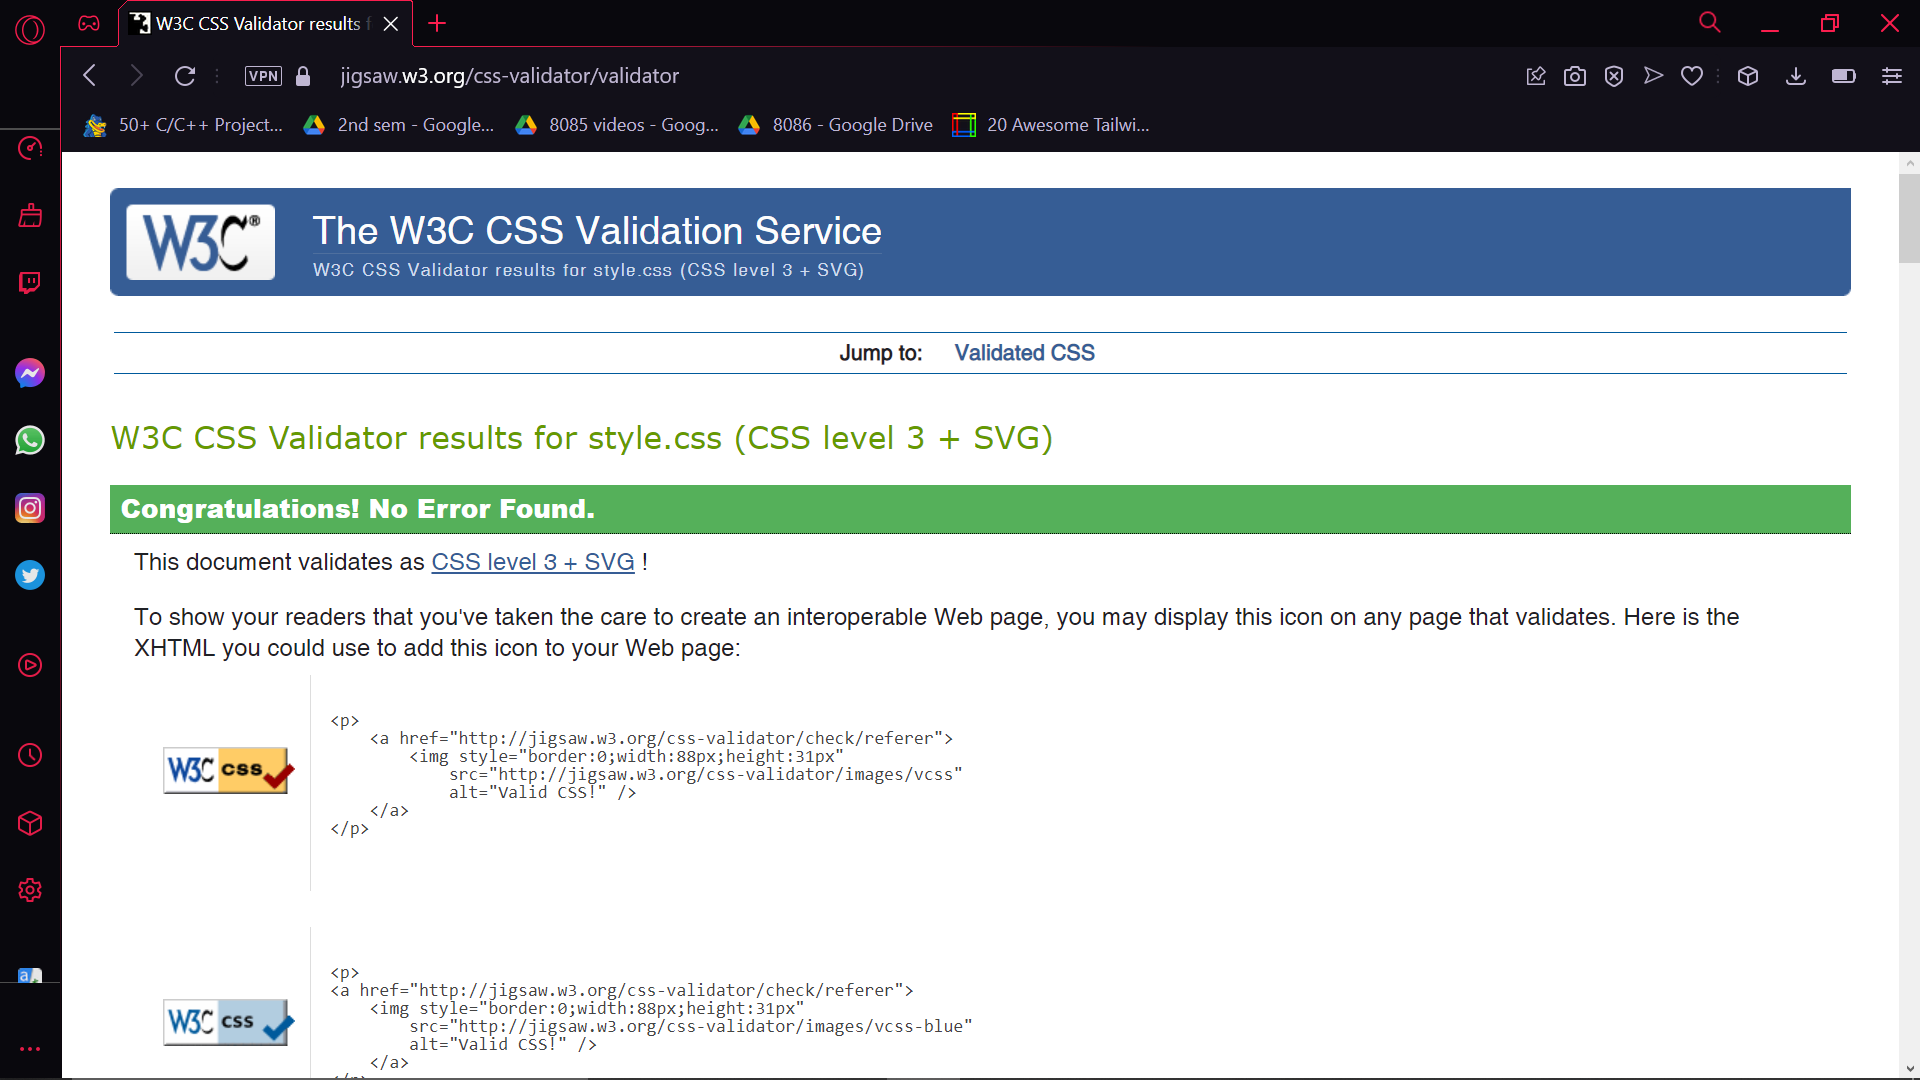 W3C CSS Validator results f
VPN
jigsaw.w3.org/css-validator/validator
50+ C/C++ Project...
2nd sem - Google...
8085 videos - Goog...
8086 - Google Drive
20 Awesome Tailwi...
W3C®
The W3C CSS Validation Service
W3C CSS Validator results for style.css (CSS level 3 + SVG)
Jump to: Validated CSS
W3C CSS Validator results for style.css (CSS level 3 + SVG)
Congratulations! No Error Found.
This document validates as CSS level 3 + SVG !
To show your readers that you've taken the care to create an interoperable Web page, you may display this icon on any page that validates. Here is the
XHTML you could use to add this icon to your Web page:
W3C css
<p>
<a href="http://jigsaw.w3.org/css-validator/check/referer">
<img style="border:0;width:88px;height:31px"
src="http://jigsaw.w3.org/css-validator/images/vcss"
alt="Valid CSS!" />
</a>
</p>
W3C css
<p>
<a href="http://jigsaw.w3.org/css-validator/check/referer">
<img style="border:0;width:88px;height:31px"
src="http://jigsaw.w3.org/css-validator/images/vcss-blue"
alt="Valid CSS!" />
</a>